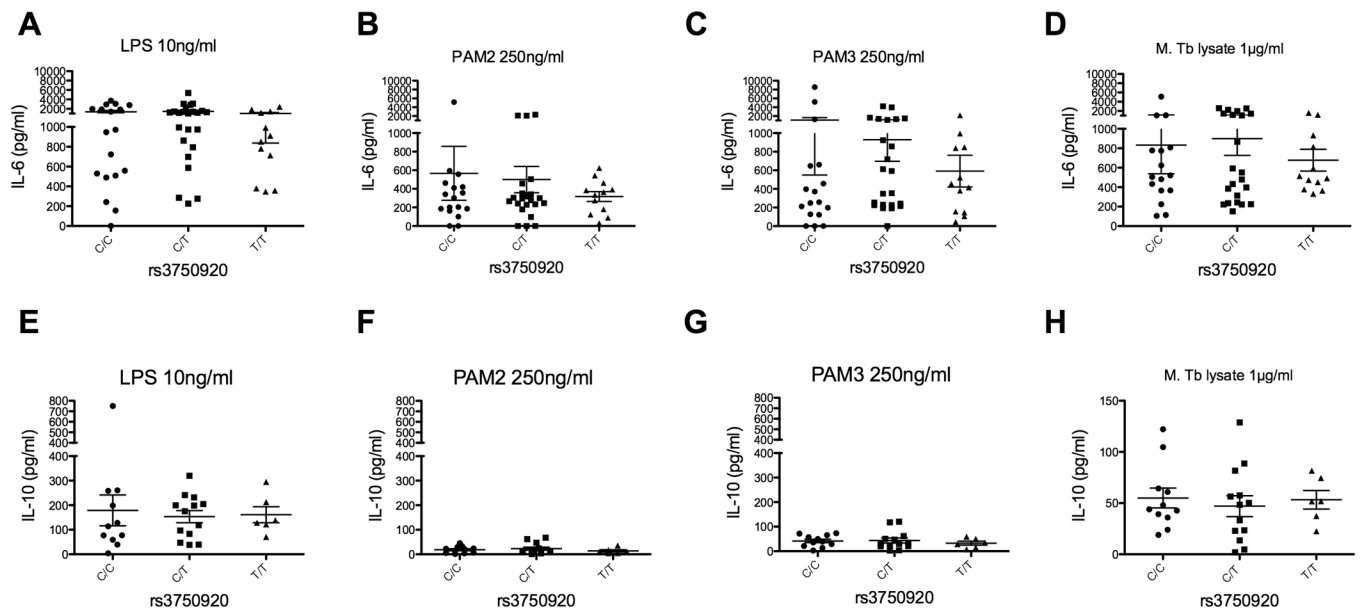 A
LPS 10ng/ml
IL-6 (pg/ml)
10000
8000
6000
4000
2000
1000
800
600
400
200
0
C/C
C/T
T/T
rs3750920
B
PAM2 250ng/ml
IL-6 (pg/ml)
10000
8000
6000
4000
2000
1000
800
600
400
200
0
C/C
C/T
T/T
rs3750920
C
PAM3 250ng/ml
IL-6 (pg/ml)
10000
8000
6000
4000
2000
1000
800
600
400
200
0
C/C
C/T
T/T
rs3750920
D
M. Tb lysate 1µg/ml
IL-6 (pg/ml)
10000
8000
6000
4000
2000
1000
800
600
400
200
0
C/C
C/T
T/T
rs3750920
E
LPS 10ng/ml
IL-10 (pg/ml)
800
700
600
500
400
400
300
200
100
0
C/C
C/T
T/T
rs3750920
F
PAM2 250ng/ml
IL-10 (pg/ml)
800
700
600
500
400
400
300
200
100
0
C/C
C/T
T/T
rs3750920
G
PAM3 250ng/ml
IL-10 (pg/ml)
800
700
600
500
400
400
300
200
100
0
C/C
C/T
T/T
rs3750920
H
M. Tb lysate 1µg/ml
IL-10 (pg/ml)
150
100
50
0
C/C
C/T
T/T
rs3750920